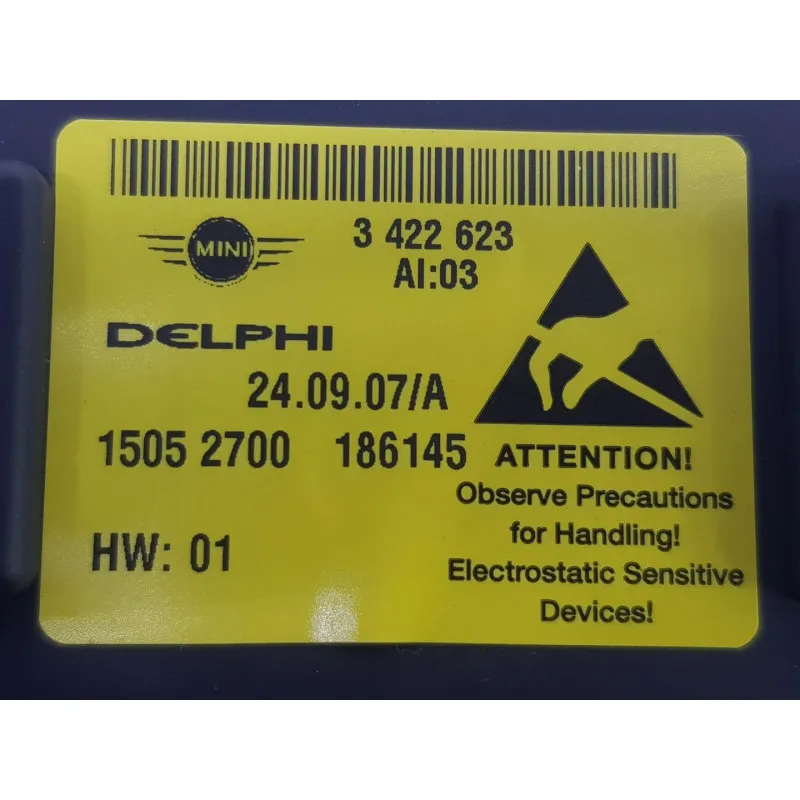 MINI
3 422 623
AI:03
DELPHI
24.09.07/A
1505 2700 186145
HW: 01
ATTENTION!
Observe Precautions
for Handling!
Electrostatic Sensitive
Devices!